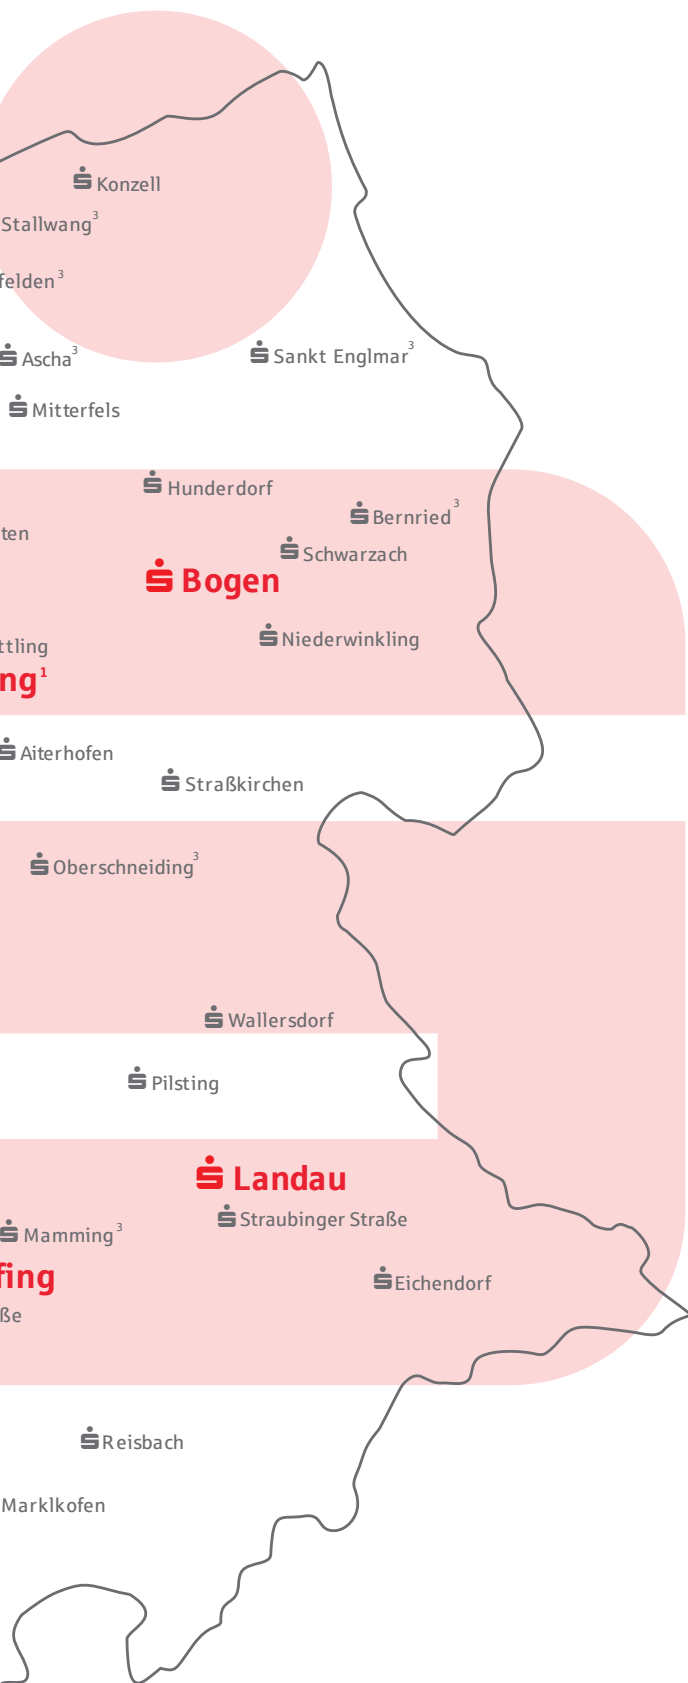 Konzell
Stallwang³
felden³
Ascha³
Sankt Englmar³
Mitterfels
Hunderdorf
Bernried³
ten
Schwarzach
Bogen
Niederwinkling
ttling
ng¹
Aiterhofen
Straßkirchen
Oberschneiding³
Wallersdorf
Pilsting
Landau
Straubinger Straße
Mamming³
fing
Eichendorf
ße
Reisbach
Marklkofen